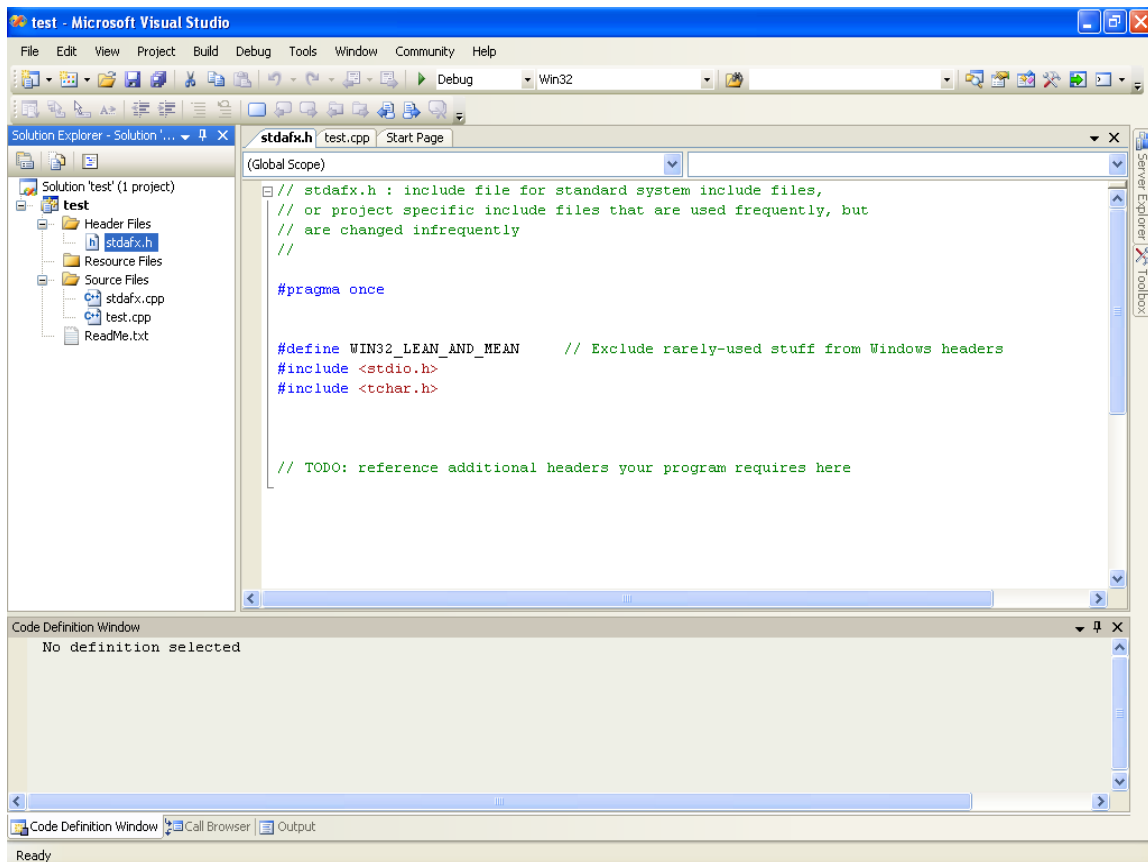 test - Microsoft Visual Studio
File Edit View Project Build Debug Tools Window Community Help
Debug Win32
Solution Explorer - Solution '...
stdafx.h test.cpp Start Page
(Global Scope)
Solution 'test' (1 project)
test
Header Files
stdafx.h
Resource Files
Source Files
stdafx.cpp
test.cpp
ReadMe.txt
// stdafx.h : include file for standard system include files,
// or project specific include files that are used frequently, but
// are changed infrequently
//
#pragma once
#define WIN32_LEAN_AND_MEAN // Exclude rarely-used stuff from Windows headers
#include <stdio.h>
#include <tchar.h>
// TODO: reference additional headers your program requires here
Server Explorer
Toolbox
Code Definition Window
No definition selected
Code Definition Window Call Browser Output
Ready